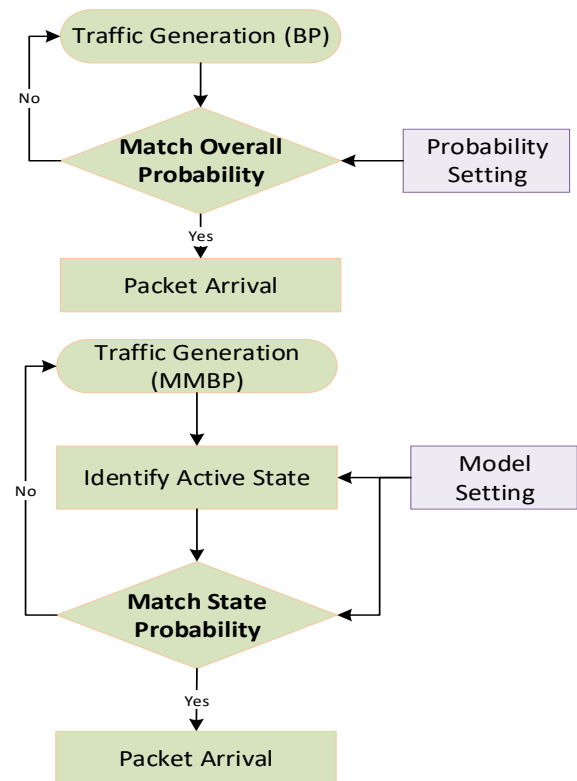 Traffic Generation (BP)
No
Match Overall
Probability
Probability
Setting
Yes
Packet Arrival
Traffic Generation
(MMBP)
Identify Active State
Model
Setting
No
Match State
Probability
Yes
Packet Arrival